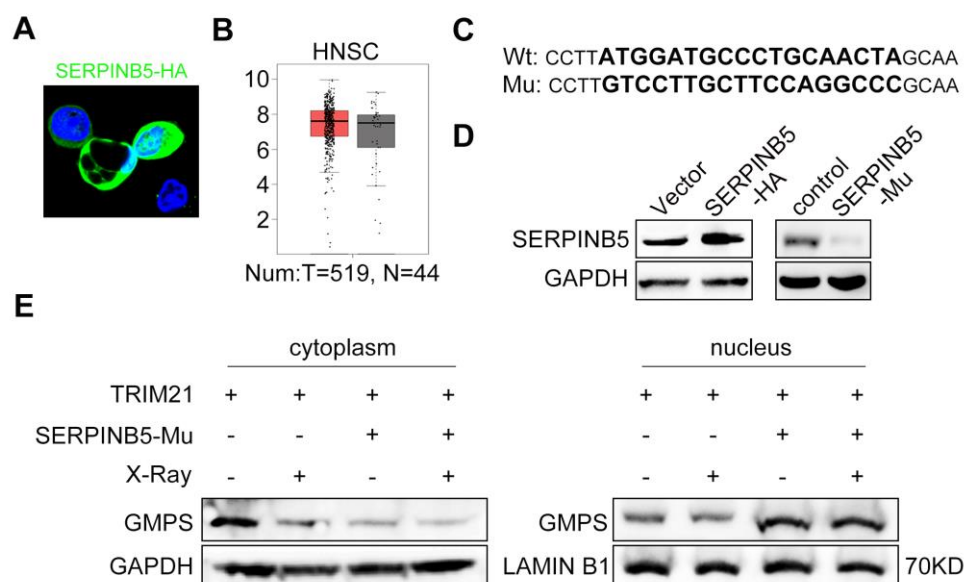 A
SERPINB5-HA
B
HNSC
10
8
6
4
2
Num:T=519, N=44
C
Wt: CCTTATGGATGCCCTGCAACTAGCAA
Mu: CCTTGTCCTTGCTTCCAGGCCCGCAA
D
Vector
SERPINB5
-HA
control
SERPINB5
-Mu
SERPINB5
GAPDH
E
cytoplasm
TRIM21 + + + +
SERPINB5-Mu - - + +
X-Ray - + - +
GMPS
GAPDH
nucleus
+ + + +
- - + +
- + - +
GMPS
LAMIN B1 70KD